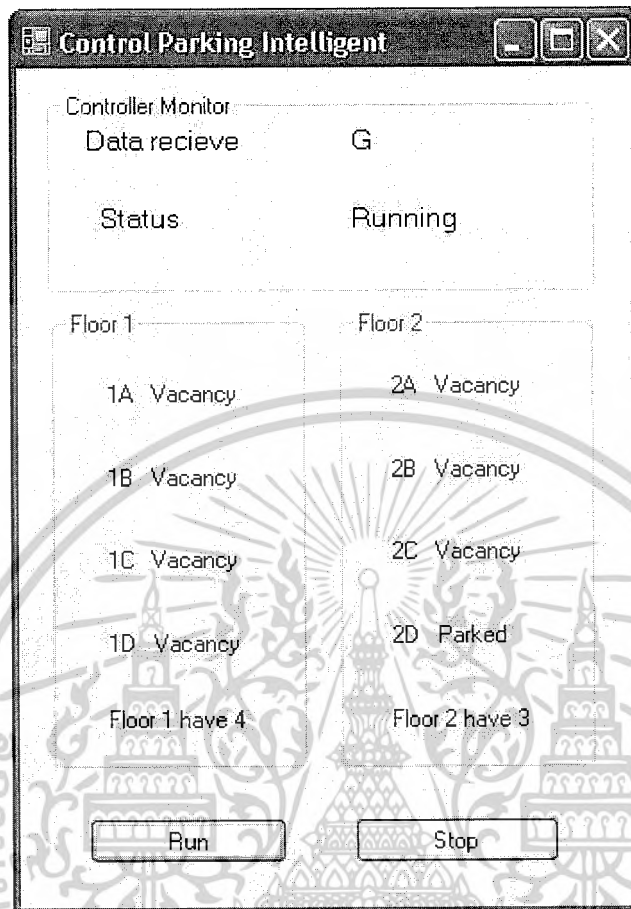 Control Parking Intelligent
Controller Monitor
Data recieve G
Status Running
Floor 1
1A Vacancy
1B Vacancy
1C Vacancy
1D Vacancy
Floor 1 have 4
Floor 2
2A Vacancy
2B Vacancy
2C Vacancy
2D Parked
Floor 2 have 3
Run
Stop